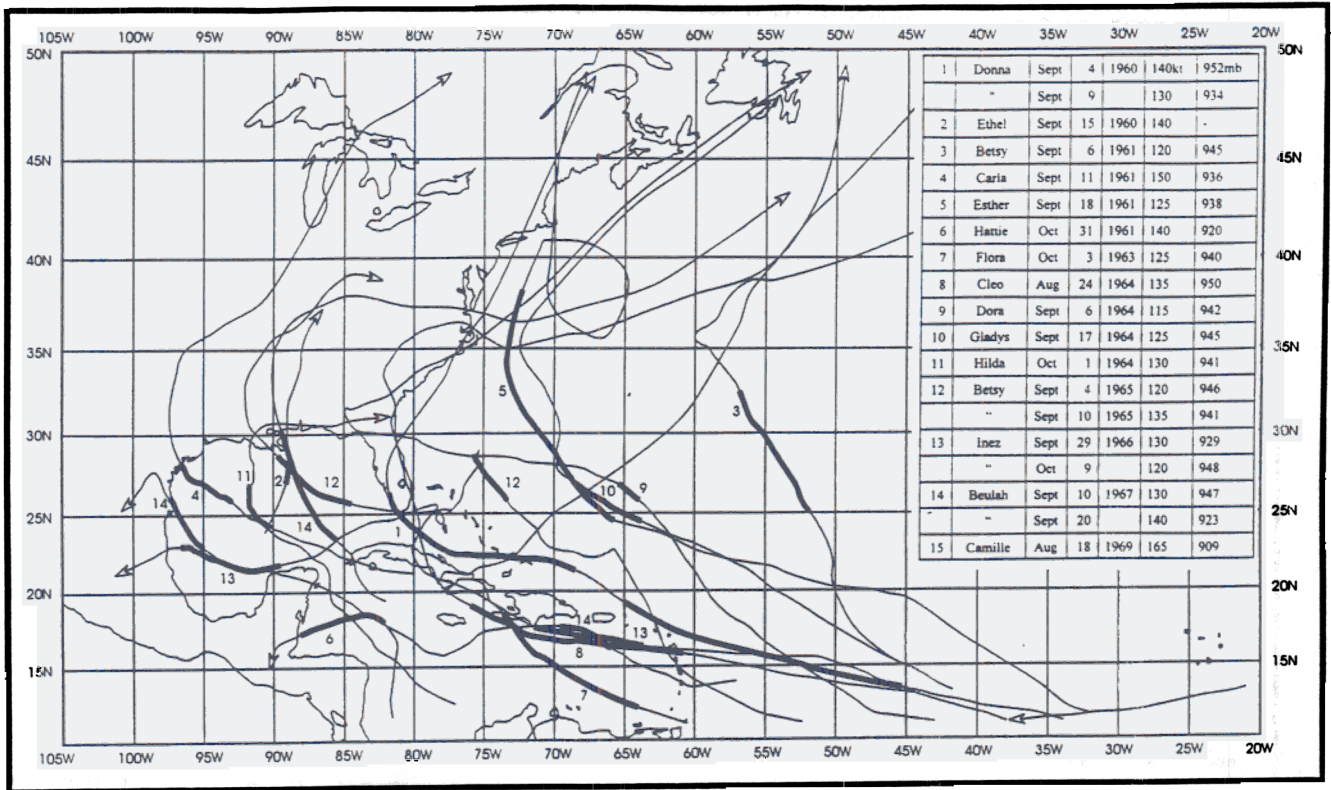 105W 100W 95W 90W 85W 80W 75W 70W 65W 60W 55W 50W 45W 40W 35W 30W 25W 20W
50N 50N
1 Donna Sept 4 1960 140kt 952mb
" Sept 9 130 934
2 Ethel Sept 15 1960 140 -
45N 3 Betsy Sept 6 1961 120 945 45N
4 Carla Sept 11 1961 150 936
5 Esther Sept 18 1961 125 938
6 Hattie Oct 31 1961 140 920
40N 7 Flora Oct 3 1963 125 940 40N
8 Cleo Aug 24 1964 135 950
9 Dora Sept 6 1964 115 942
35N 10 Gladys Sept 17 1964 125 945 35N
11 Hilda Oct 1 1964 130 941
5 3 12 Betsy Sept 4 1965 120 946
" Sept 10 1965 135 941
30N 13 Inez Sept 29 1966 130 929 30N
" Oct 9 120 948
14 4 11 2 12 12 10 9 14 Beulah Sept 10 1967 130 947
25N " Sept 20 140 923 25N
14 1 15 Camille Aug 18 1969 165 909
13
20N 20N
6 14 13
8
15N 15N
7
105W 100W 95W 90W 85W 80W 75W 70W 65W 60W 55W 50W 45W 40W 35W 30W 25W 20W